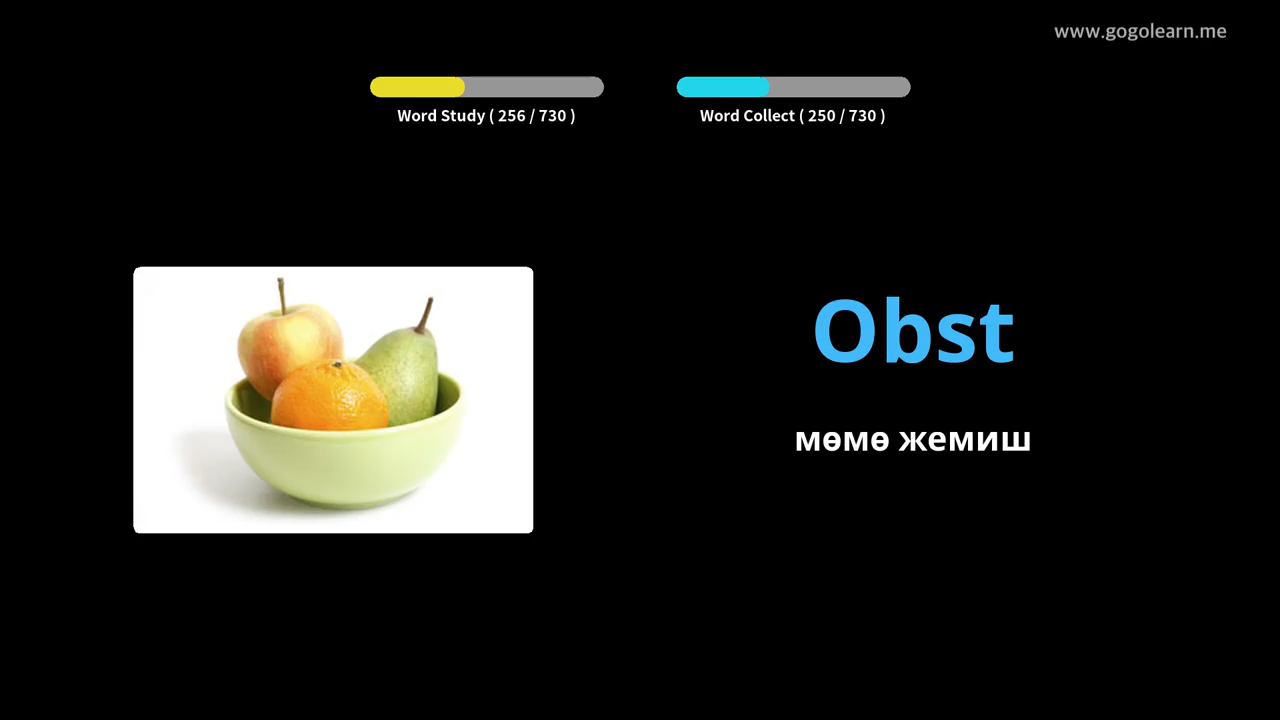 www.gogolearn.me
Word Study ( 256 / 730 )
Word Collect ( 250 / 730 )
Obst
мөмө жемиш